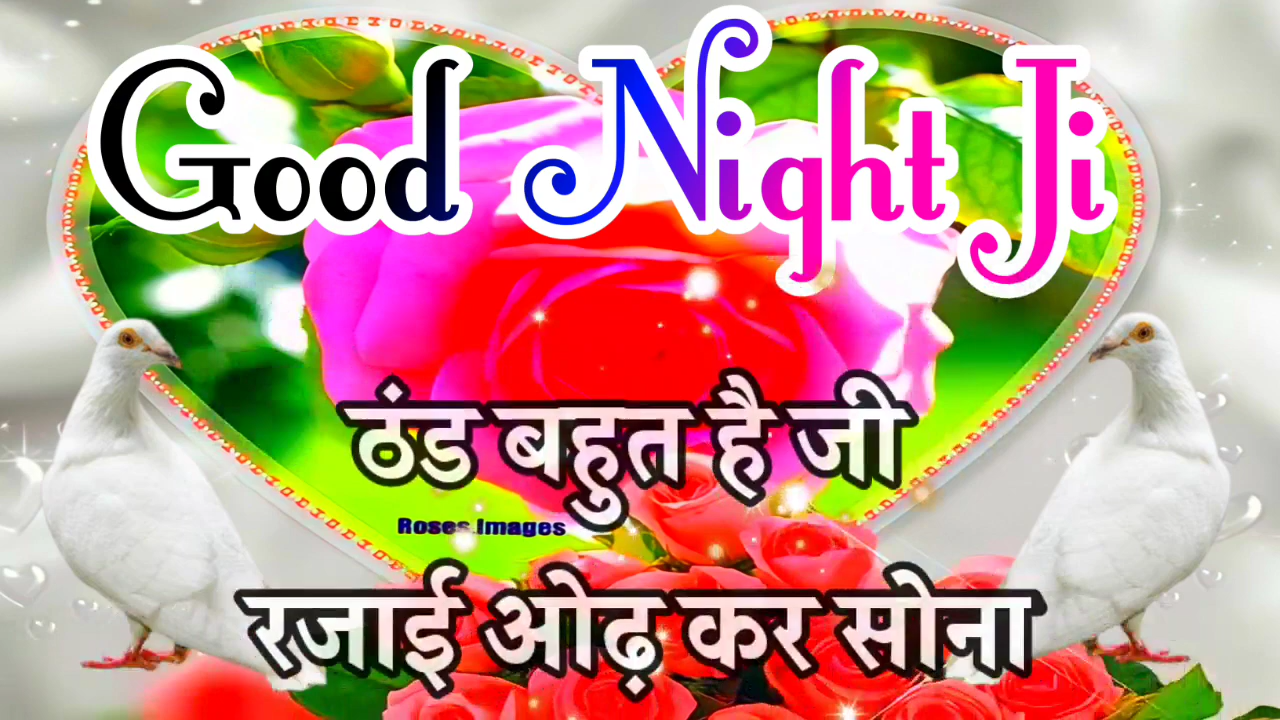 Good Night Ji
ठंड बहुत है जी
Roses Images
रजाई ओढ़ कर सोना